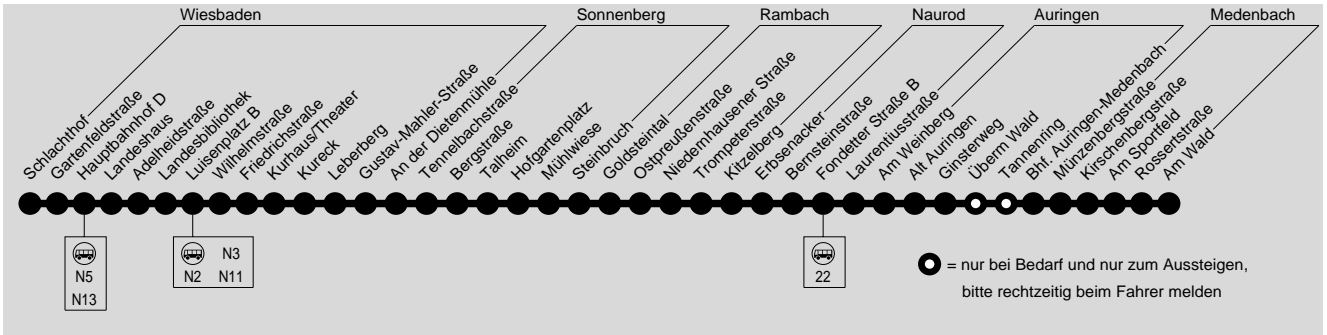 Wiesbaden
Sonnenberg
Rambach
Naurod
Auringen
Medenbach
Schlachthof
Gartenfeldstraße
Hauptbahnhof D
Landeshaus
Adelheidstraße
Landesbibliothek
Luisenplatz B
Wilhelmstraße
Friedrichstraße
Kurhaus/Theater
Kureck
Leberberg
Gustav-Mahler-Straße
An der Dietenmühle
Tennelbachstraße
Bergstraße
Talheim
Hofgartenplatz
Mühlwiese
Steinbruch
Goldsteintal
Ostpreußenstraße
Niedernhausener Straße
Trompeterstraße
Kitzelberg
Erbsenacker
Bernsteinstraße
Fondetter Straße B
Laurentiusstraße
Am Weinberg
Alt Auringen
Ginsterweg
Überm Wald
Tannenring
Bhf. Auringen-Medenbach
Münzenbergstraße
Kirschenbergstraße
Am Sportfeld
Rossertstraße
Am Wald
N5
N13
N3
N2 N11
22
= nur bei Bedarf und nur zum Aussteigen,
bitte rechtzeitig beim Fahrer melden